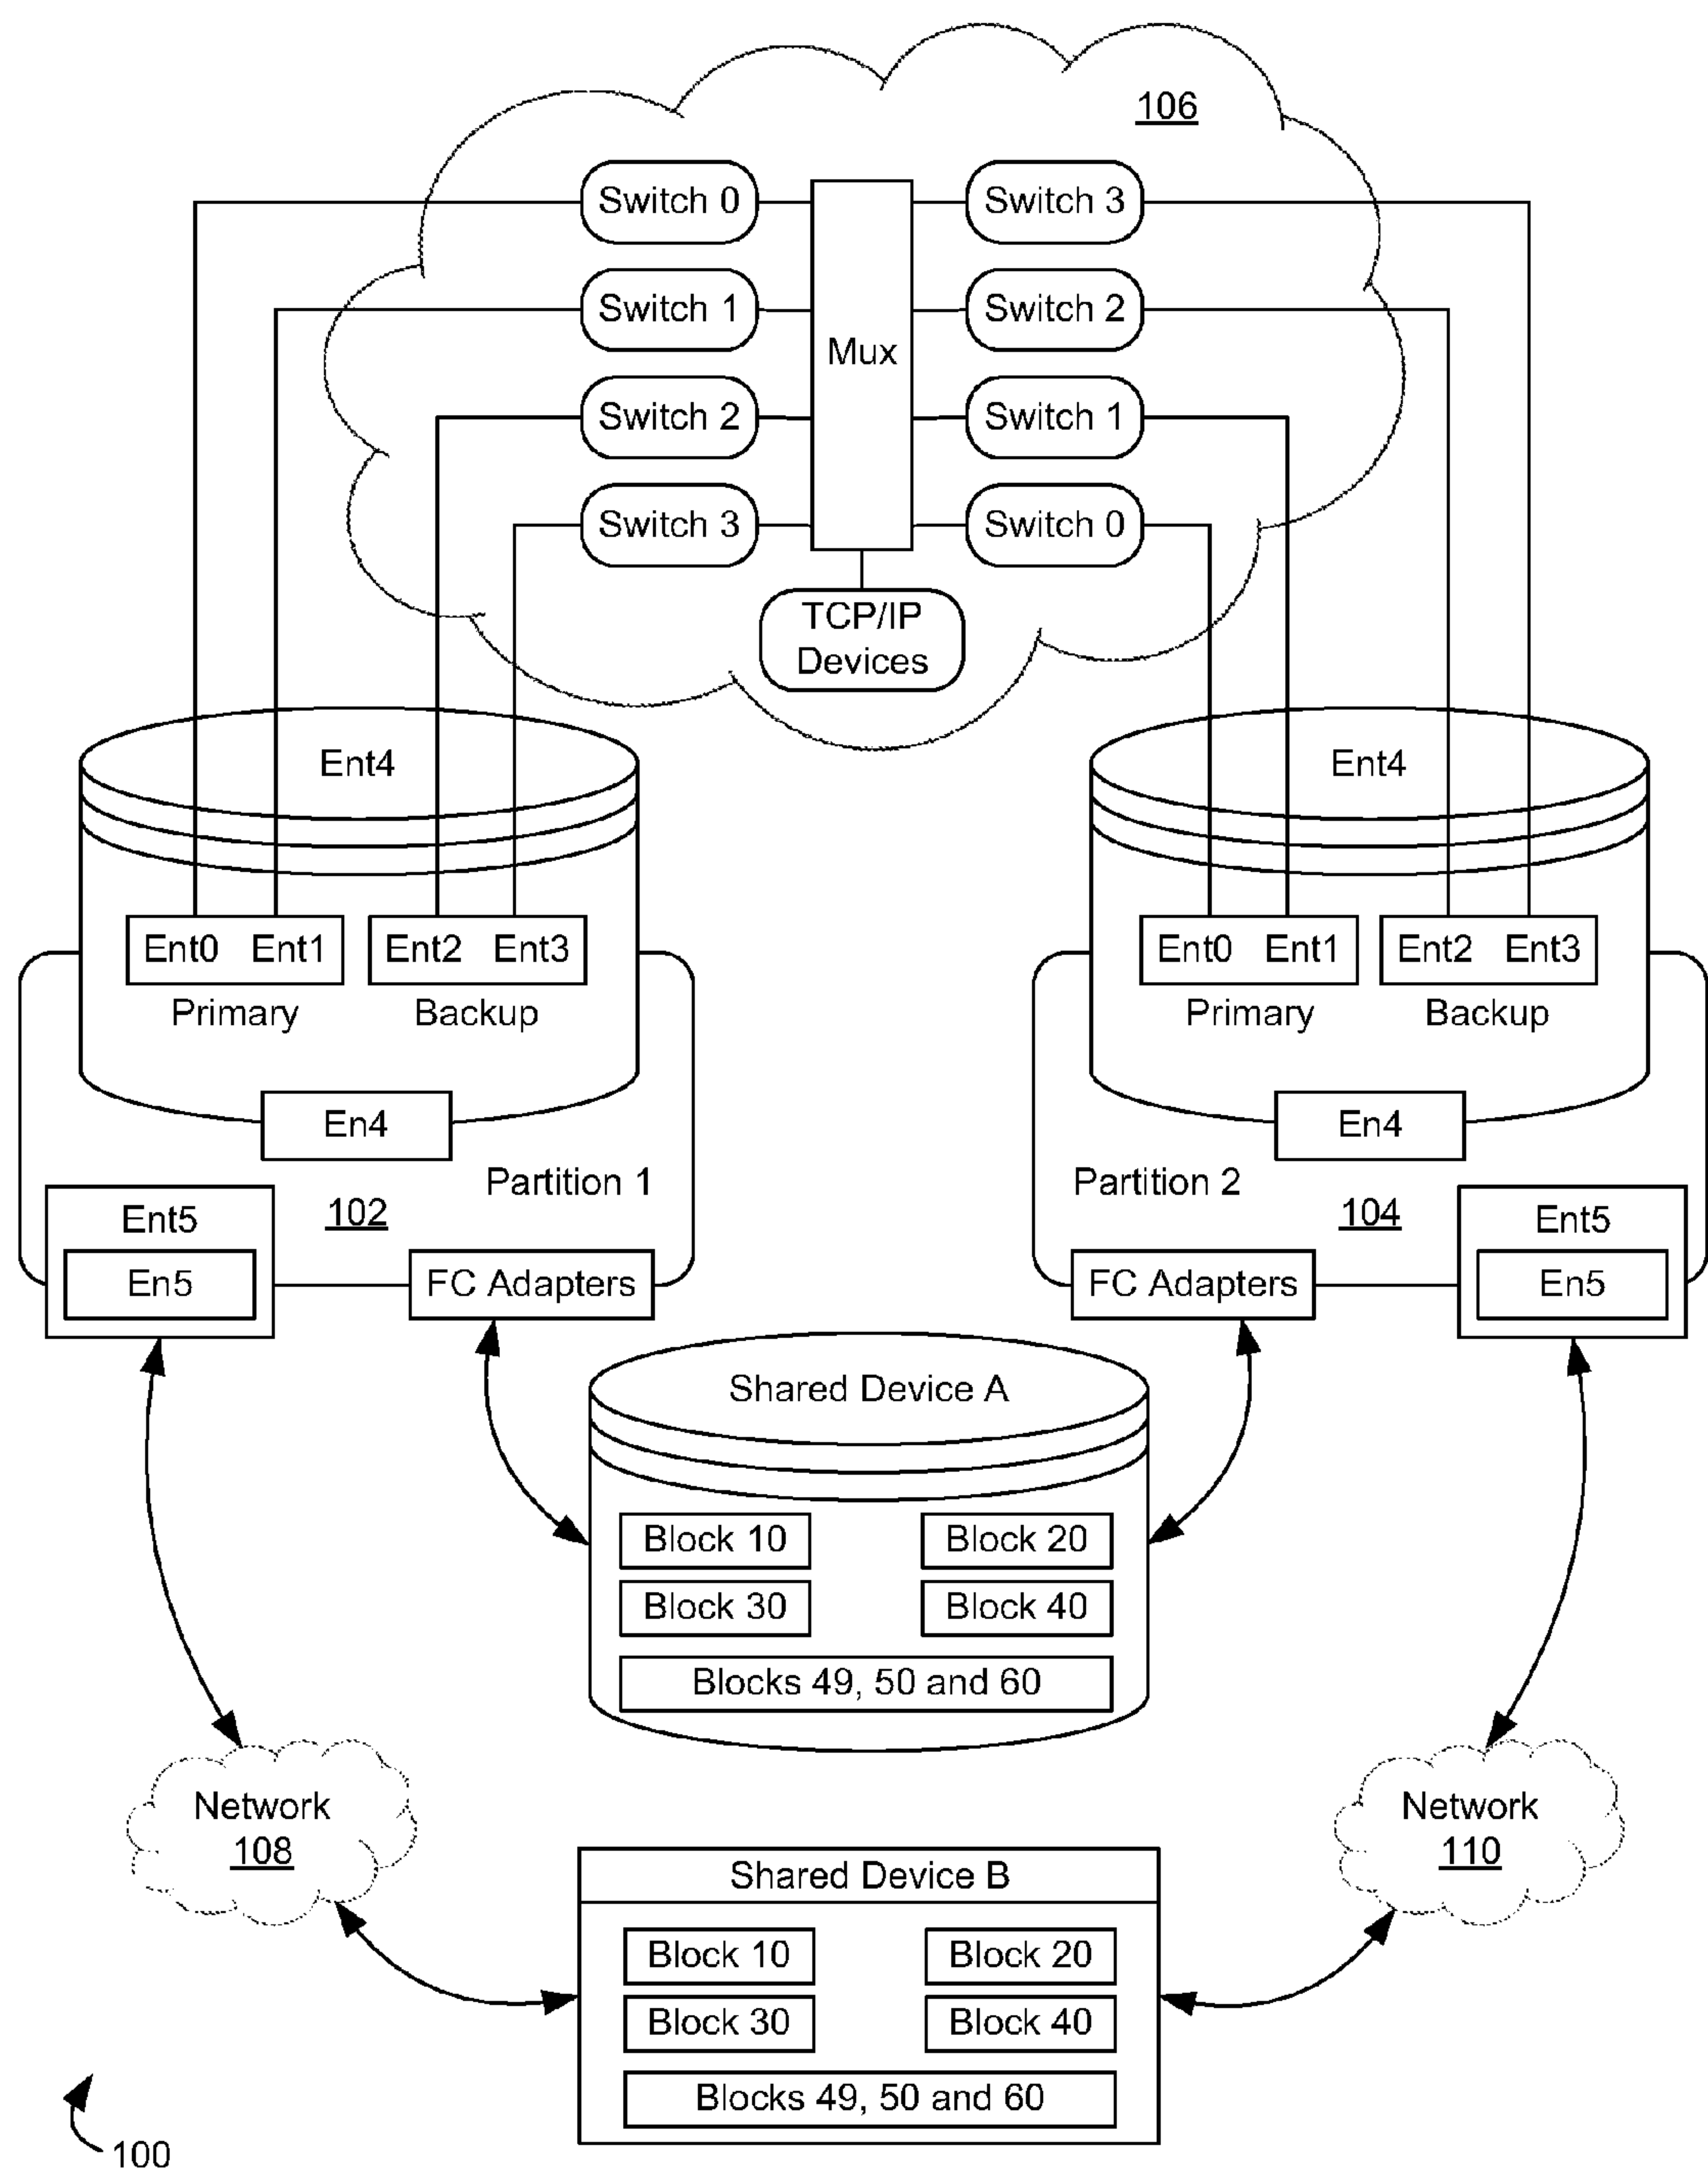 106
Switch 0
Switch 3
Switch 1
Switch 2
Mux
Switch 2
Switch 1
Switch 3
Switch 0
TCP/IP
Devices
Ent4
Ent4
Ent0 Ent1
Ent2 Ent3
Ent0 Ent1
Ent2 Ent3
Primary
Backup
Primary
Backup
En4
En4
Partition 1
Partition 2
102
104
Ent5
Ent5
En5
FC Adapters
FC Adapters
En5
Shared Device A
Block 10
Block 20
Block 30
Block 40
Blocks 49, 50 and 60
Network
108
Network
110
Shared Device B
Block 10
Block 20
Block 30
Block 40
Blocks 49, 50 and 60
100